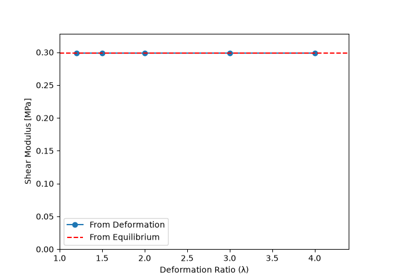 0.30
0.25
0.20
0.15
0.10
0.05
0.00
Shear Modulus [MPa]
From Deformation
From Equilibrium
1.0 1.5 2.0 2.5 3.0 3.5 4.0
Deformation Ratio (λ)